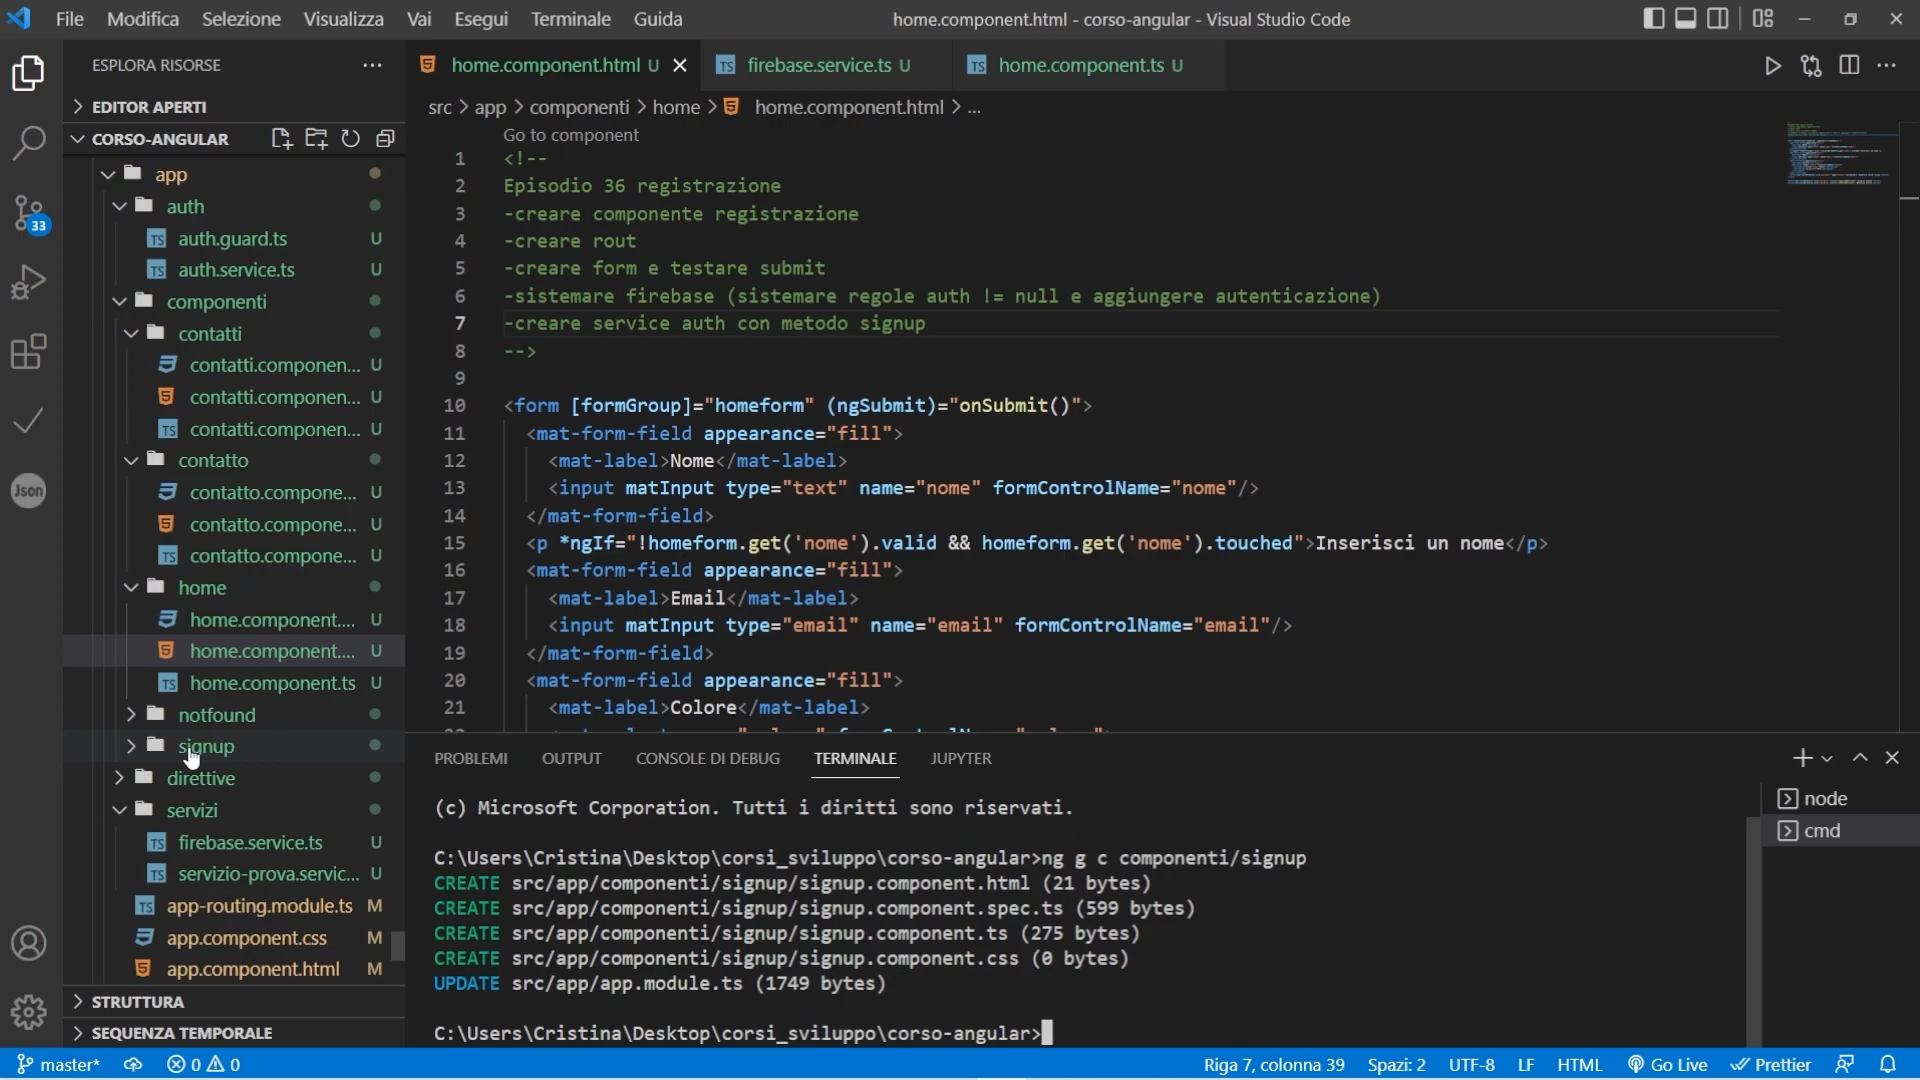 File Modifica Selezione Visualizza Vai Esegui Terminale Guida
home.component.html - corso-angular - Visual Studio Code
ESPLORA RISORSE
EDITOR APERTI
CORSO-ANGULAR
app
auth
auth.guard.ts U
auth.service.ts U
componenti
contatti
contatti.componen... U
contatti.componen... U
contatti.componen... U
contatto
contatto.compone... U
contatto.compone... U
contatto.compone... U
home
home.component.... U
home.component.... U
home.component.ts U
notfound
signup
direttive
servizi
firebase.service.ts U
servizio-prova.servic... U
app-routing.module.ts M
app.component.css M
app.component.html M
STRUTTURA
SEQUENZA TEMPORALE
33
Json
home.component.html U
firebase.service.ts U
home.component.ts U
src > app > componenti > home > home.component.html > ...
Go to component
1 <!--
2 Episodio 36 registrazione
3 -creare componente registrazione
4 -creare rout
5 -creare form e testare submit
6 -sistemare firebase (sistemare regole auth != null e aggiungere autenticazione)
7 -creare service auth con metodo signup
8 -->
9
10 <form [formGroup]="homeform" (ngSubmit)="onSubmit()">
11 <mat-form-field appearance="fill">
12 <mat-label>Nome</mat-label>
13 <input matInput type="text" name="nome" formControlName="nome"/>
14 </mat-form-field>
15 <p *ngIf="!homeform.get('nome').valid && homeform.get('nome').touched">Inserisci un nome</p>
16 <mat-form-field appearance="fill">
17 <mat-label>Email</mat-label>
18 <input matInput type="email" name="email" formControlName="email"/>
19 </mat-form-field>
20 <mat-form-field appearance="fill">
21 <mat-label>Colore</mat-label>
PROBLEMI OUTPUT CONSOLE DI DEBUG TERMINALE JUPYTER
(c) Microsoft Corporation. Tutti i diritti sono riservati.
C:\Users\Cristina\Desktop\corsi_sviluppo\corso-angular>ng g c componenti/signup
CREATE src/app/componenti/signup/signup.component.html (21 bytes)
CREATE src/app/componenti/signup/signup.component.spec.ts (599 bytes)
CREATE src/app/componenti/signup/signup.component.ts (275 bytes)
CREATE src/app/componenti/signup/signup.component.css (0 bytes)
UPDATE src/app/app.module.ts (1749 bytes)
C:\Users\Cristina\Desktop\corsi_sviluppo\corso-angular>
node
cmd
master* 0 0 Riga 7, colonna 39 Spazi: 2 UTF-8 LF HTML Go Live Prettier